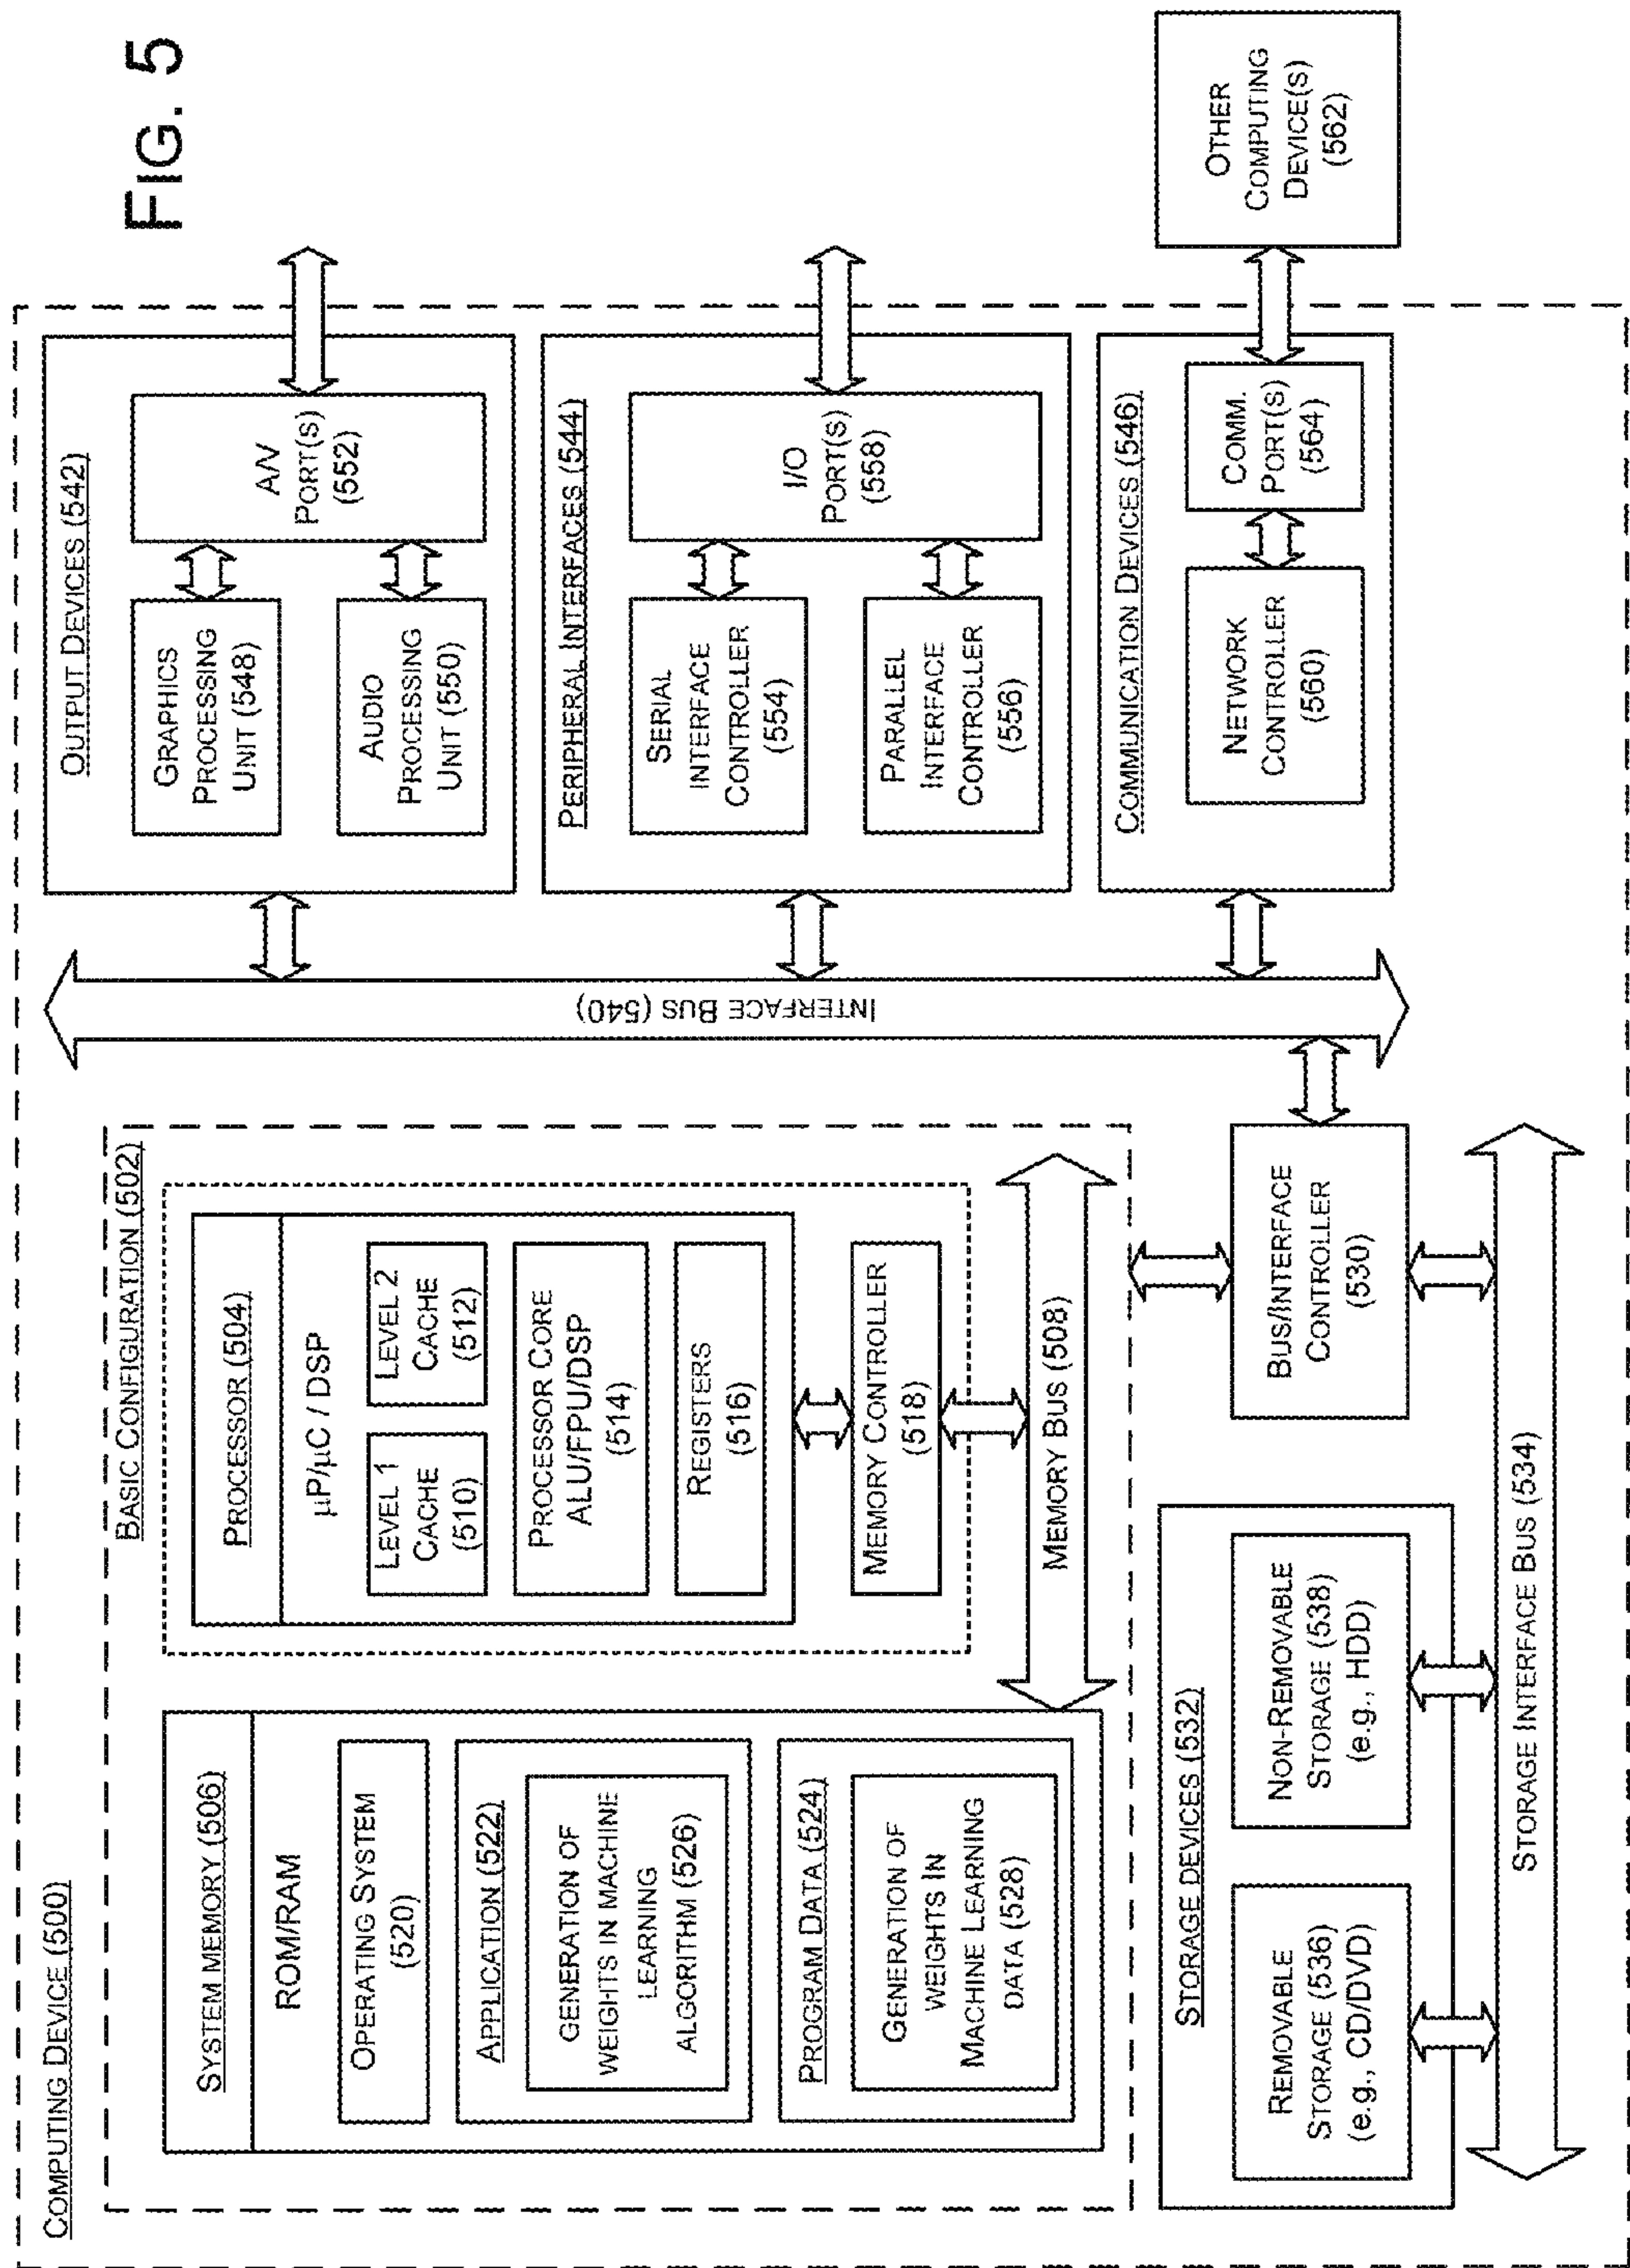 FIG. 5
COMPUTING DEVICE (500)
BASIC CONFIGURATION (502)
SYSTEM MEMORY (506)
ROM/RAM
OPERATING SYSTEM
(520)
APPLICATION (522)
GENERATION OF
WEIGHTS IN MACHINE
LEARNING
ALGORITHM (526)
PROGRAM DATA (524)
GENERATION OF
WEIGHTS IN
MACHINE LEARNING
DATA (528)
PROCESSOR (504)
µP/µC / DSP
LEVEL 1
CACHE
(510)
LEVEL 2
CACHE
(512)
PROCESSOR CORE
ALU/FPU/DSP
(514)
REGISTERS
(516)
MEMORY CONTROLLER
(518)
MEMORY BUS (508)
BUS/INTERFACE
CONTROLLER
(530)
STORAGE DEVICES (532)
REMOVABLE
STORAGE (536)
(e.g., CD/DVD)
NON-REMOVABLE
STORAGE (538)
(e.g., HDD)
STORAGE INTERFACE BUS (534)
INTERFACE BUS (540)
OUTPUT DEVICES (542)
GRAPHICS
PROCESSING
UNIT (548)
AUDIO
PROCESSING
UNIT (550)
A/V
PORT(S)
(552)
PERIPHERAL INTERFACES (544)
SERIAL
INTERFACE
CONTROLLER
(554)
PARALLEL
INTERFACE
CONTROLLER
(556)
I/O
PORT(S)
(558)
COMMUNICATION DEVICES (546)
NETWORK
CONTROLLER
(560)
COMM.
PORT(S)
(564)
OTHER
COMPUTING
DEVICE(S)
(562)